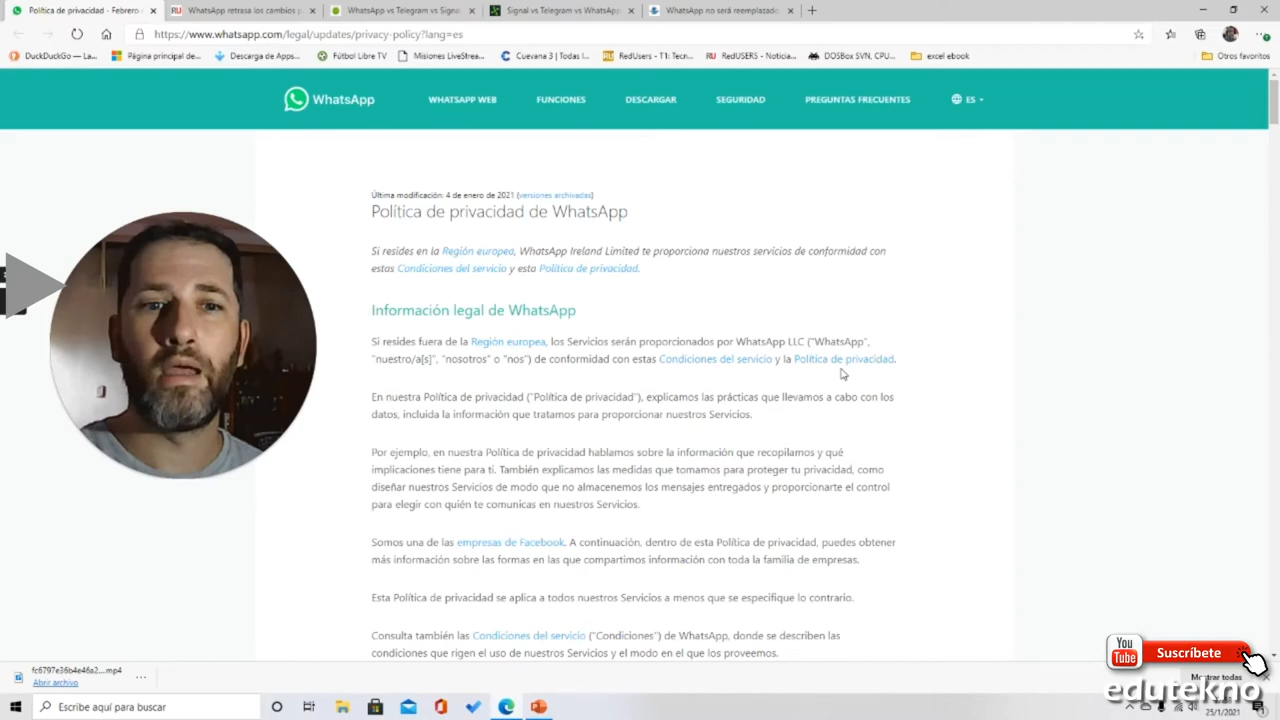 Política de privacidad - Febrero
WhatsApp retrasa los cambios p
WhatsApp vs Telegram vs Signal
Signal vs Telegram vs WhatsApp
WhatsApp no será reemplazado
https://www.whatsapp.com/legal/updates/privacy-policy?lang=es
DuckDuckGo — La...
Página principal de...
Descarga de Apps...
Fútbol Libre TV
Misiones LiveStrea...
Cuevana 3 | Todas l...
RedUsers - T1: Tecn...
RU RedUSERS - Noticia...
DOSBox SVN, CPU...
excel ebook
Otros favoritos
WhatsApp
WHATSAPP WEB
FUNCIONES
DESCARGAR
SEGURIDAD
PREGUNTAS FRECUENTES
ES
Última modificación: 4 de enero de 2021 (versiones archivadas)
Política de privacidad de WhatsApp
Si resides en la Región europea, WhatsApp Ireland Limited te proporciona nuestros servicios de conformidad con
estas Condiciones del servicio y esta Política de privacidad.
Información legal de WhatsApp
Si resides fuera de la Región europea, los Servicios serán proporcionados por WhatsApp LLC ("WhatsApp",
"nuestro/a[s]", "nosotros" o "nos") de conformidad con estas Condiciones del servicio y la Política de privacidad.
En nuestra Política de privacidad ("Política de privacidad"), explicamos las prácticas que llevamos a cabo con los
datos, incluida la información que tratamos para proporcionar nuestros Servicios.
Por ejemplo, en nuestra Política de privacidad hablamos sobre la información que recopilamos y qué
implicaciones tiene para ti. También explicamos las medidas que tomamos para proteger tu privacidad, como
diseñar nuestros Servicios de modo que no almacenemos los mensajes entregados y proporcionarte el control
para elegir con quién te comunicas en nuestros Servicios.
Somos una de las empresas de Facebook. A continuación, dentro de esta Política de privacidad, puedes obtener
más información sobre las formas en las que compartimos información con toda la familia de empresas.
Esta Política de privacidad se aplica a todos nuestros Servicios a menos que se especifique lo contrario.
Consulta también las Condiciones del servicio ("Condiciones") de WhatsApp, donde se describen las
condiciones que rigen el uso de nuestros Servicios y el modo en el que los proveemos.
You Tube
Suscríbete
fc6797e36b4e46a2....mp4
Abrir archivo
Mostrar todas
edutekno
Escribe aquí para buscar
25/1/2021